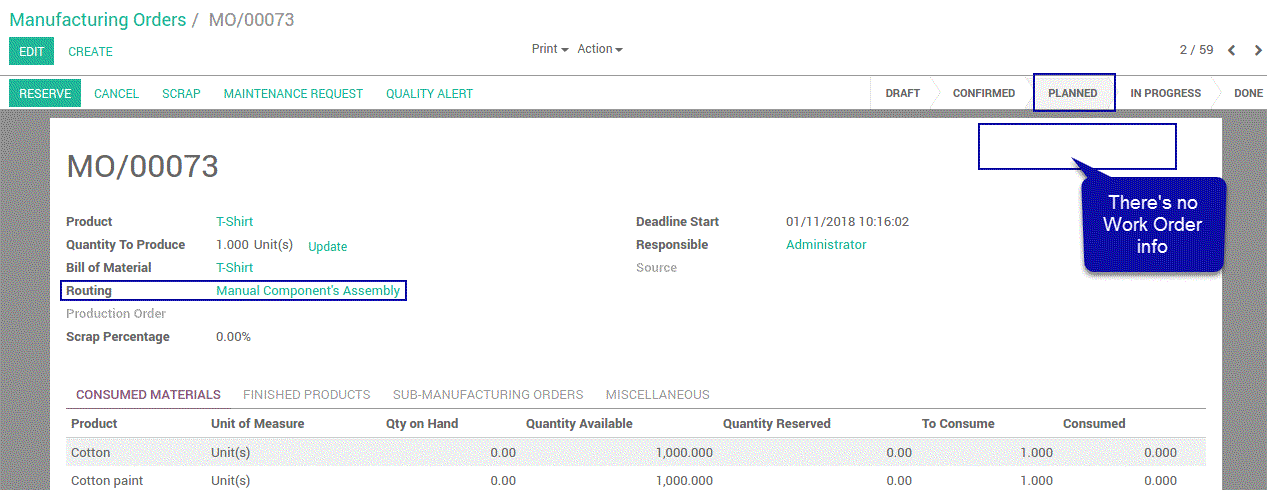 Manufacturing Orders / MO/00073
EDIT CREATE Print Action 2 / 59
RESERVE CANCEL SCRAP MAINTENANCE REQUEST QUALITY ALERT DRAFT CONFIRMED PLANNED IN PROGRESS DONE
MO/00073
There's no
Work Order
info
Product T-Shirt Deadline Start 01/11/2018 10:16:02
Quantity To Produce 1.000 Unit(s) Update Responsible Administrator
Bill of Material T-Shirt Source
Routing Manual Component's Assembly
Production Order
Scrap Percentage 0.00%
CONSUMED MATERIALS FINISHED PRODUCTS SUB-MANUFACTURING ORDERS MISCELLANEOUS
Product Unit of Measure Qty on Hand Quantity Available Quantity Reserved To Consume Consumed
Cotton Unit(s) 0.00 1,000.000 0.00 1.000 0.000
Cotton paint Unit(s) 0.00 1,000.000 0.00 1.000 0.000